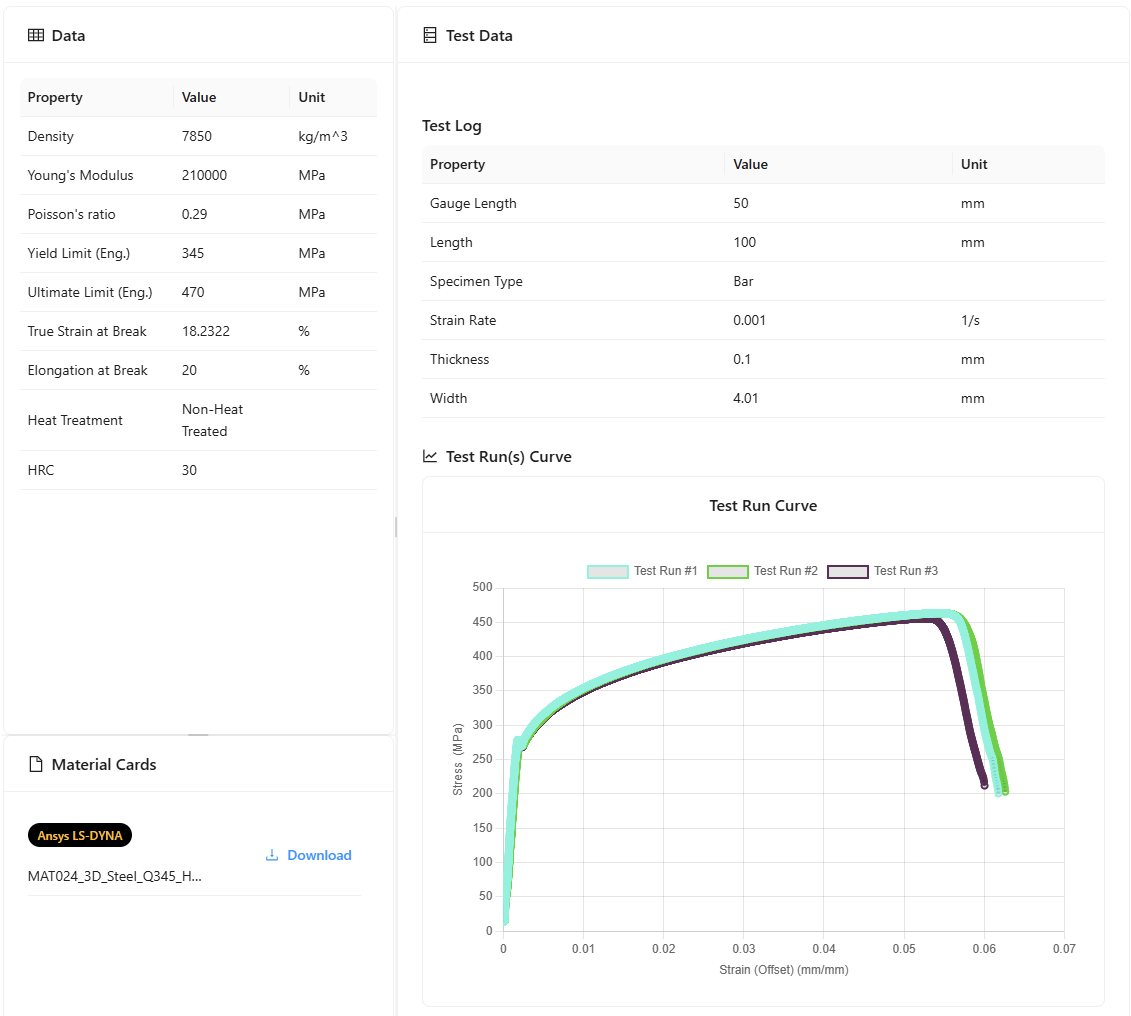 Data
Property Value Unit
Density 7850 kg/m^3
Young's Modulus 210000 MPa
Poisson's ratio 0.29 MPa
Yield Limit (Eng.) 345 MPa
Ultimate Limit (Eng.) 470 MPa
True Strain at Break 18.2322 %
Elongation at Break 20 %
Heat Treatment Non-Heat
Treated
HRC 30
Material Cards
Ansys LS-DYNA
Download
MAT024_3D_Steel_Q345_H...
Test Data
Test Log
Property Value Unit
Gauge Length 50 mm
Length 100 mm
Specimen Type Bar
Strain Rate 0.001 1/s
Thickness 0.1 mm
Width 4.01 mm
Test Run(s) Curve
Test Run Curve
Test Run #1 Test Run #2 Test Run #3
500
450
400
350
300
250
200
150
100
50
0
Stress (MPa)
0 0.01 0.02 0.03 0.04 0.05 0.06 0.07
Strain (Offset) (mm/mm)